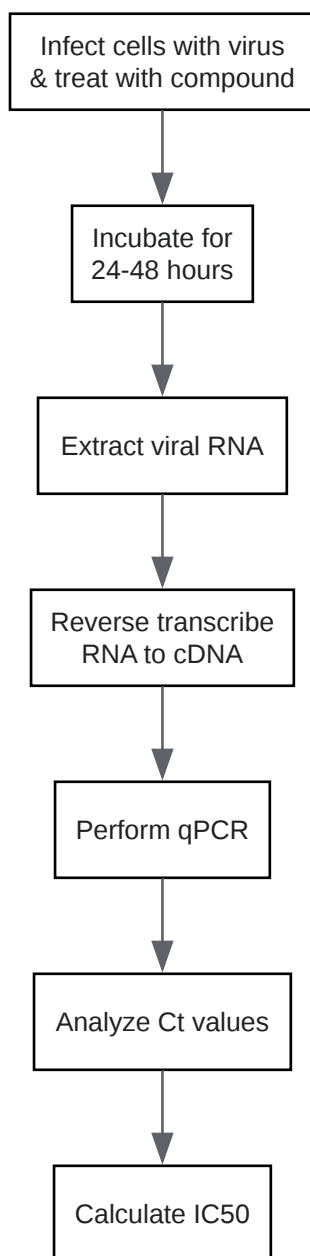 Infect cells with virus
& treat with compound
Incubate for
24-48 hours
Extract viral RNA
Reverse transcribe
RNA to cDNA
Perform qPCR
Analyze Ct values
Calculate IC50